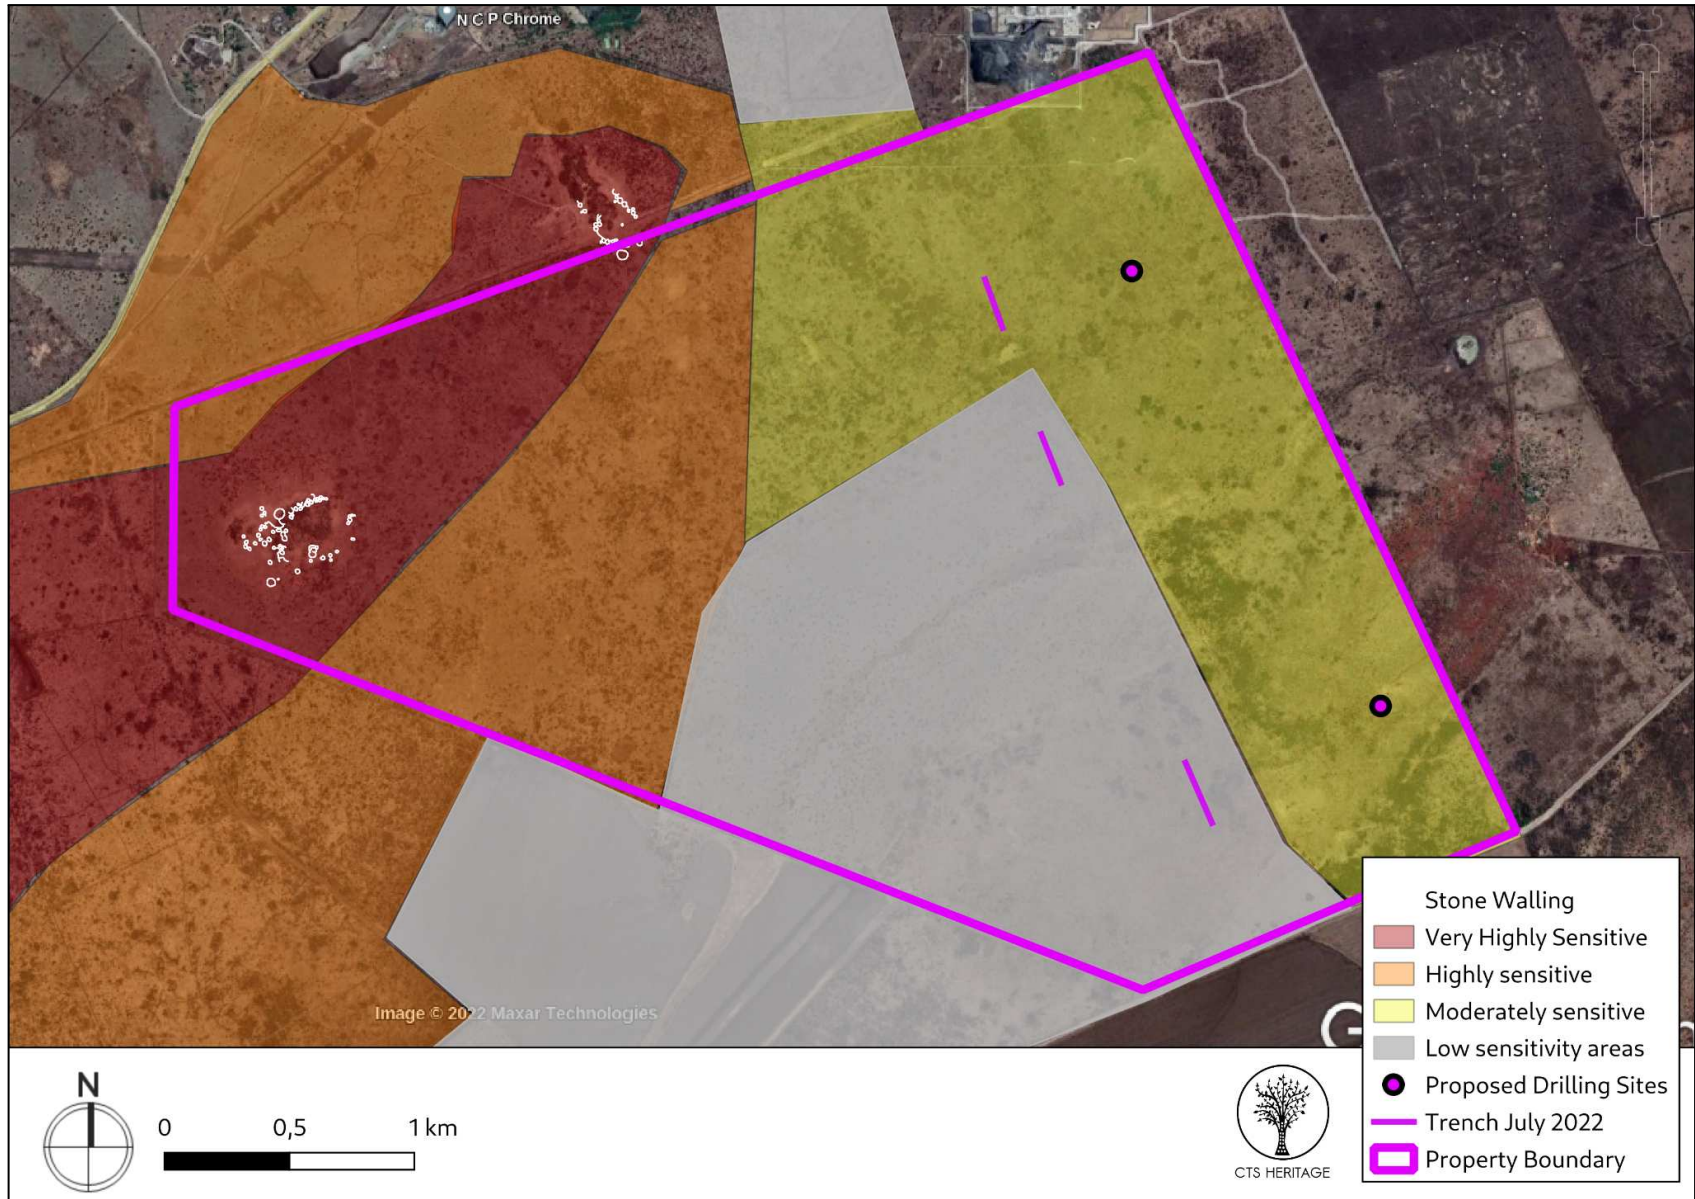 N C P Chrome
Image © 2022 Maxar Technologies
G
Stone Walling
Very Highly Sensitive
Highly sensitive
Moderately sensitive
Low sensitivity areas
Proposed Drilling Sites
Trench July 2022
Property Boundary
N
0 0,5 1 km
CTS HERITAGE